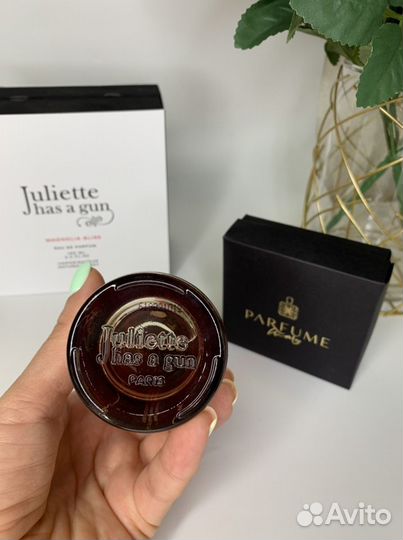 Juliette
has a gun
MAGNOLIA BLISS
EAU DE PARFUM
Juliette
has a gun
PARIS
PARFUME
Avito